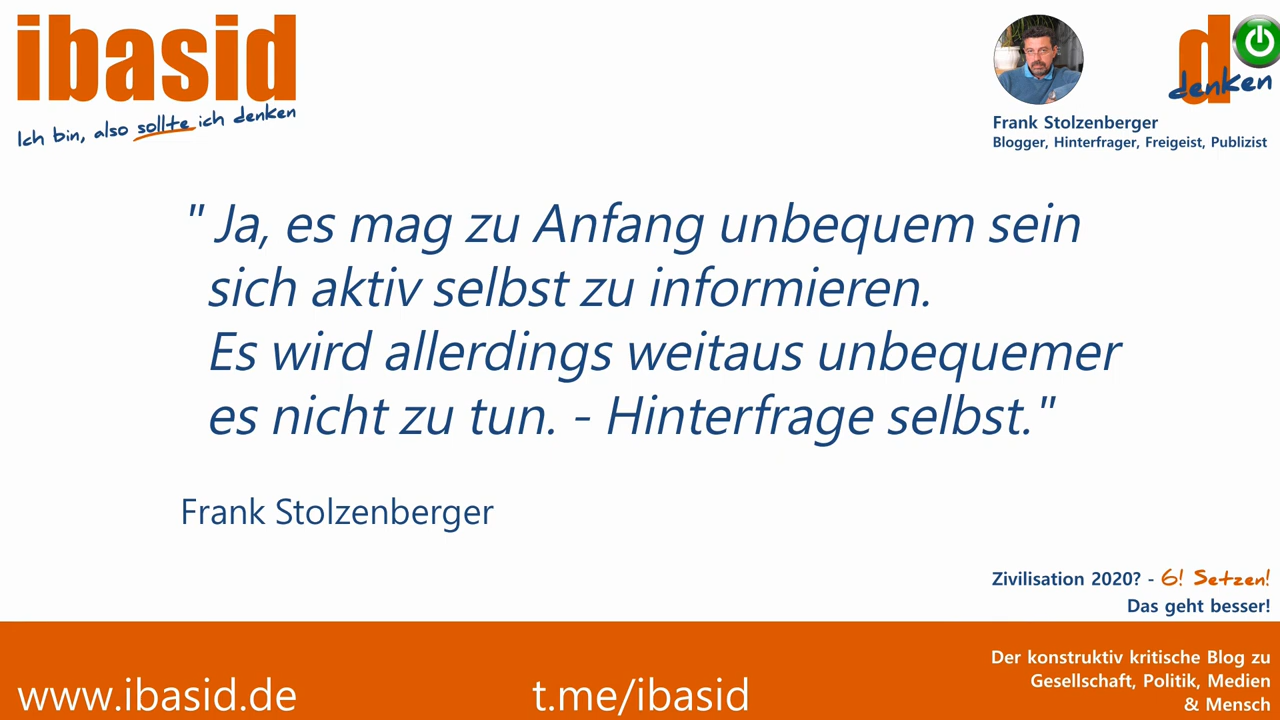 ibasid
Ich bin, also sollte ich denken
Frank Stolzenberger
Blogger, Hinterfrager, Freigeist, Publizist
d
denken
" Ja, es mag zu Anfang unbequem sein
sich aktiv selbst zu informieren.
Es wird allerdings weitaus unbequemer
es nicht zu tun. - Hinterfrage selbst."
Frank Stolzenberger
Zivilisation 2020? - 6! Setzen!
Das geht besser!
www.ibasid.de
t.me/ibasid
Der konstruktiv kritische Blog zu
Gesellschaft, Politik, Medien
& Mensch